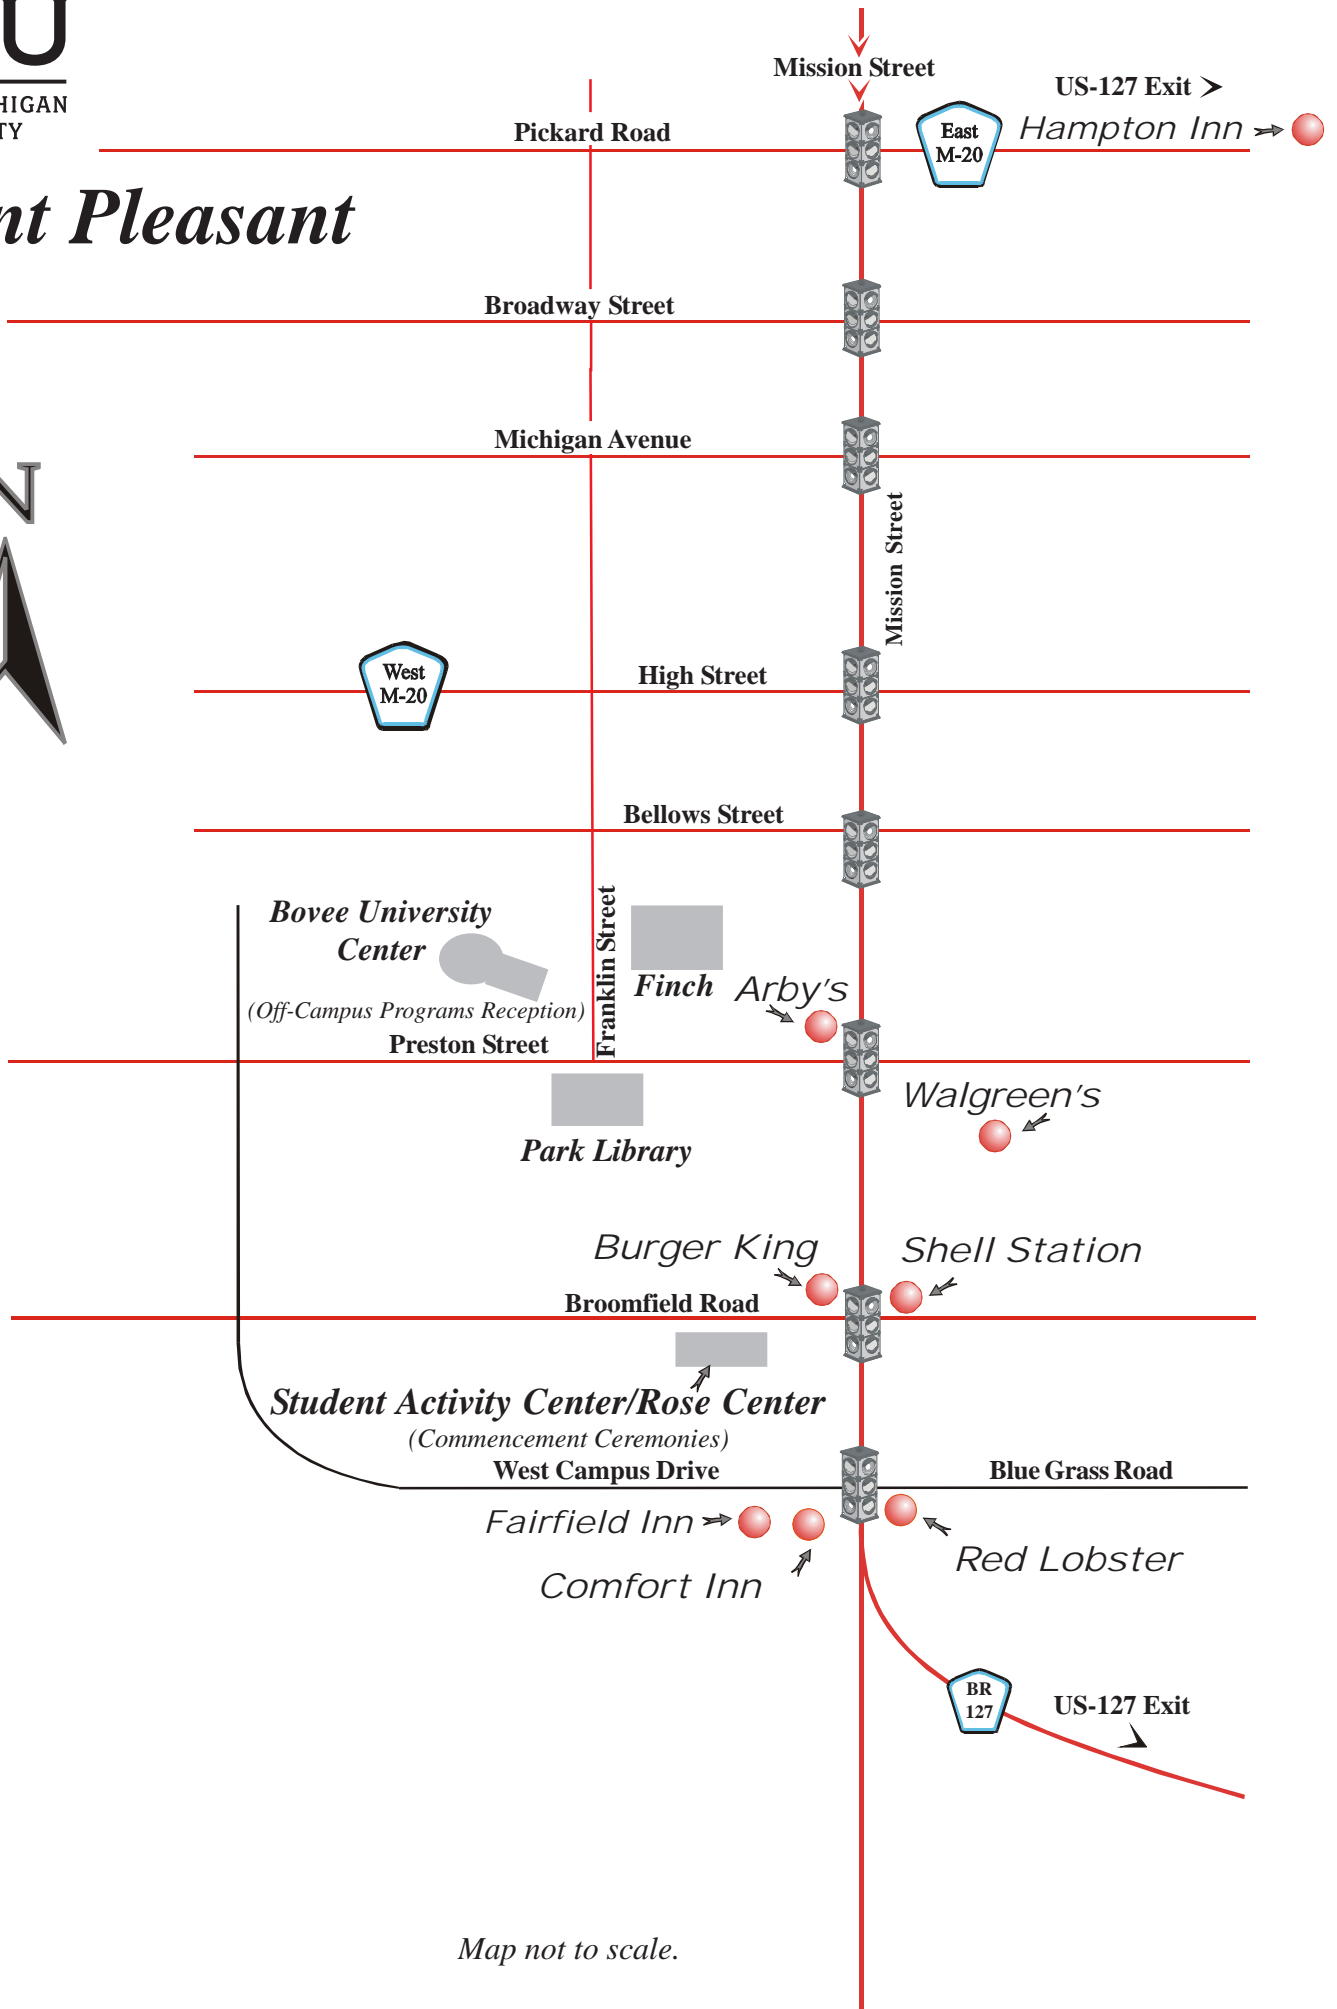 U
HIGAN
TY
nt Pleasant
N
Mission Street
US-127 Exit
Hampton Inn
East
M-20
Pickard Road
Broadway Street
Michigan Avenue
Mission Street
West
M-20
High Street
Bellows Street
Bovee University
Center
(Off-Campus Programs Reception)
Franklin Street
Finch
Arby's
Preston Street
Walgreen's
Park Library
Burger King
Shell Station
Broomfield Road
Student Activity Center/Rose Center
(Commencement Ceremonies)
West Campus Drive
Blue Grass Road
Fairfield Inn
Comfort Inn
Red Lobster
BR
127
US-127 Exit
Map not to scale.